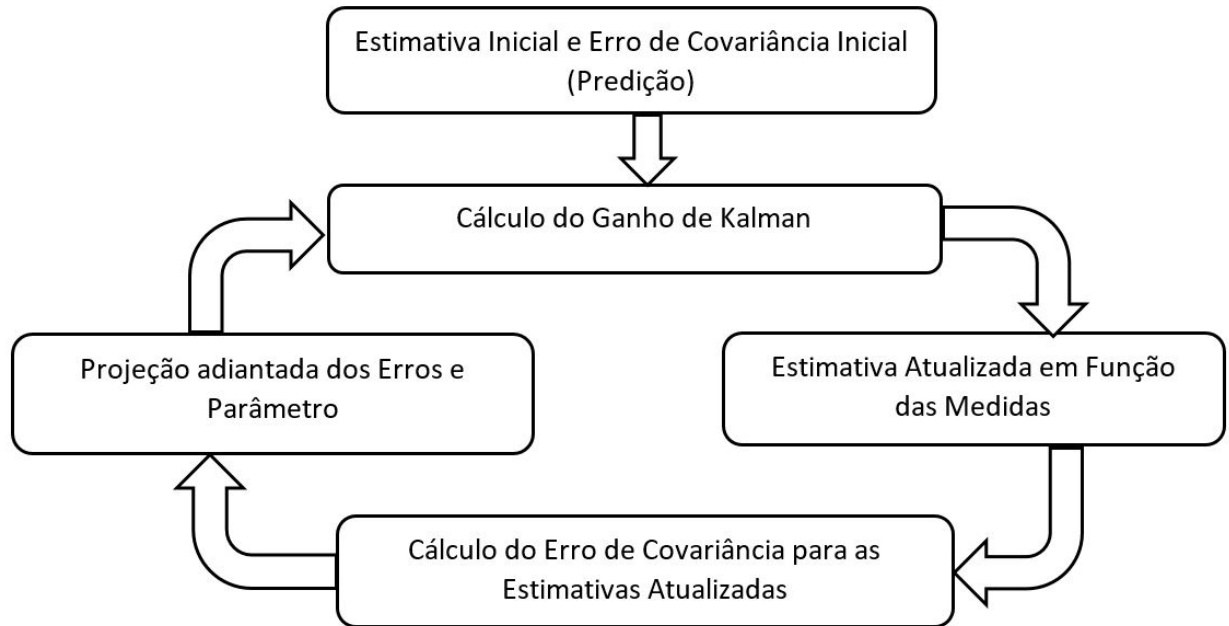 Estimativa Inicial e Erro de Covariância Inicial
(Predição)
Cálculo do Ganho de Kalman
Projeção adiantada dos Erros e
Parâmetro
Estimativa Atualizada em Função
das Medidas
Cálculo do Erro de Covariância para as
Estimativas Atualizadas